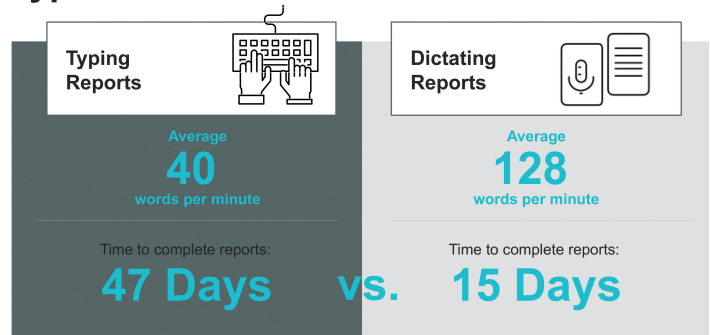 Typing
Reports
Average
40
words per minute
Time to complete reports:
47 Days
vs.
Dictating
Reports
Average
128
words per minute
Time to complete reports:
15 Days